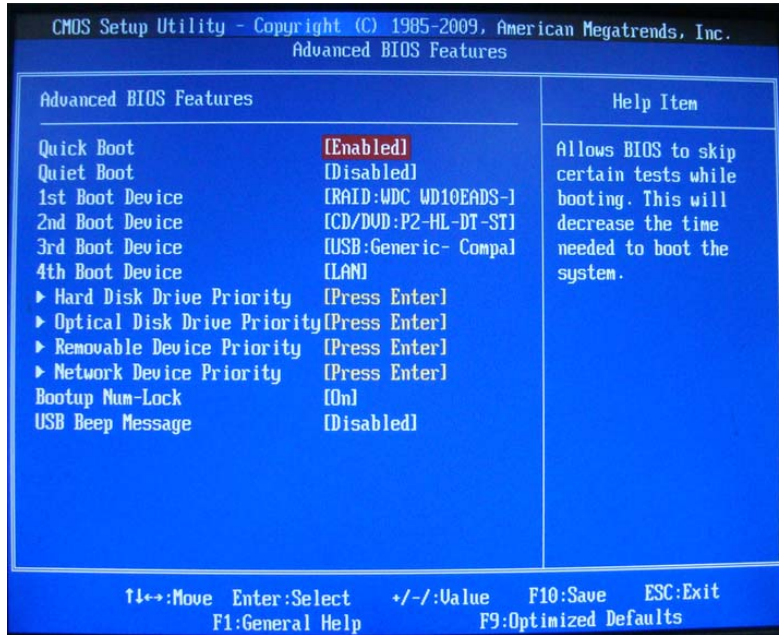 CMOS Setup Utility - Copyright (C) 1985-2009, American Megatrends, Inc.
Advanced BIOS Features
Advanced BIOS Features
Quick Boot [Enabled]
Quiet Boot [Disabled]
1st Boot Device [RAID:WDC WD10EADS-]
2nd Boot Device [CD/DVD:P2-HL-DT-ST]
3rd Boot Device [USB:Generic- Compa]
4th Boot Device [LAN]
▶ Hard Disk Drive Priority [Press Enter]
▶ Optical Disk Drive Priority[Press Enter]
▶ Removable Device Priority [Press Enter]
▶ Network Device Priority [Press Enter]
Bootup Num-Lock [On]
USB Beep Message [Disabled]
Help Item
Allows BIOS to skip
certain tests while
booting. This will
decrease the time
needed to boot the
system.
↑↓←→:Move Enter:Select +/-/:Value F10:Save ESC:Exit
F1:General Help F9:Optimized Defaults